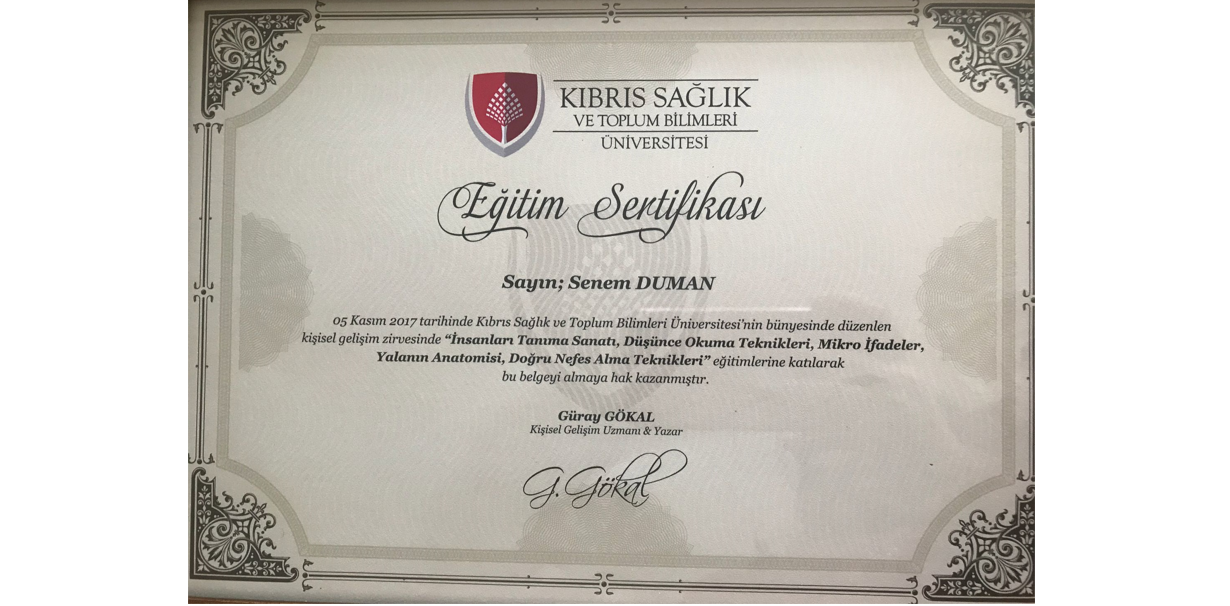 KIBRIS SAĞLIK
VE TOPLUM BİLİMLERİ
ÜNİVERSİTESİ
Eğitim Sertifikası
Sayın; Senem DUMAN
05 Kasım 2017 tarihinde Kıbrıs Sağlık ve Toplum Bilimleri Üniversitesi'nin bünyesinde düzenlen
kişisel gelişim zirvesinde “İnsanları Tanıma Sanatı, Düşünce Okuma Teknikleri, Mikro İfadeler,
Yalanın Anatomisi, Doğru Nefes Alma Teknikleri” eğitimlerine katılarak
bu belgeyi almaya hak kazanmıştır.
Güray GÖKAL
Kişisel Gelişim Uzmanı & Yazar
G. Gökal